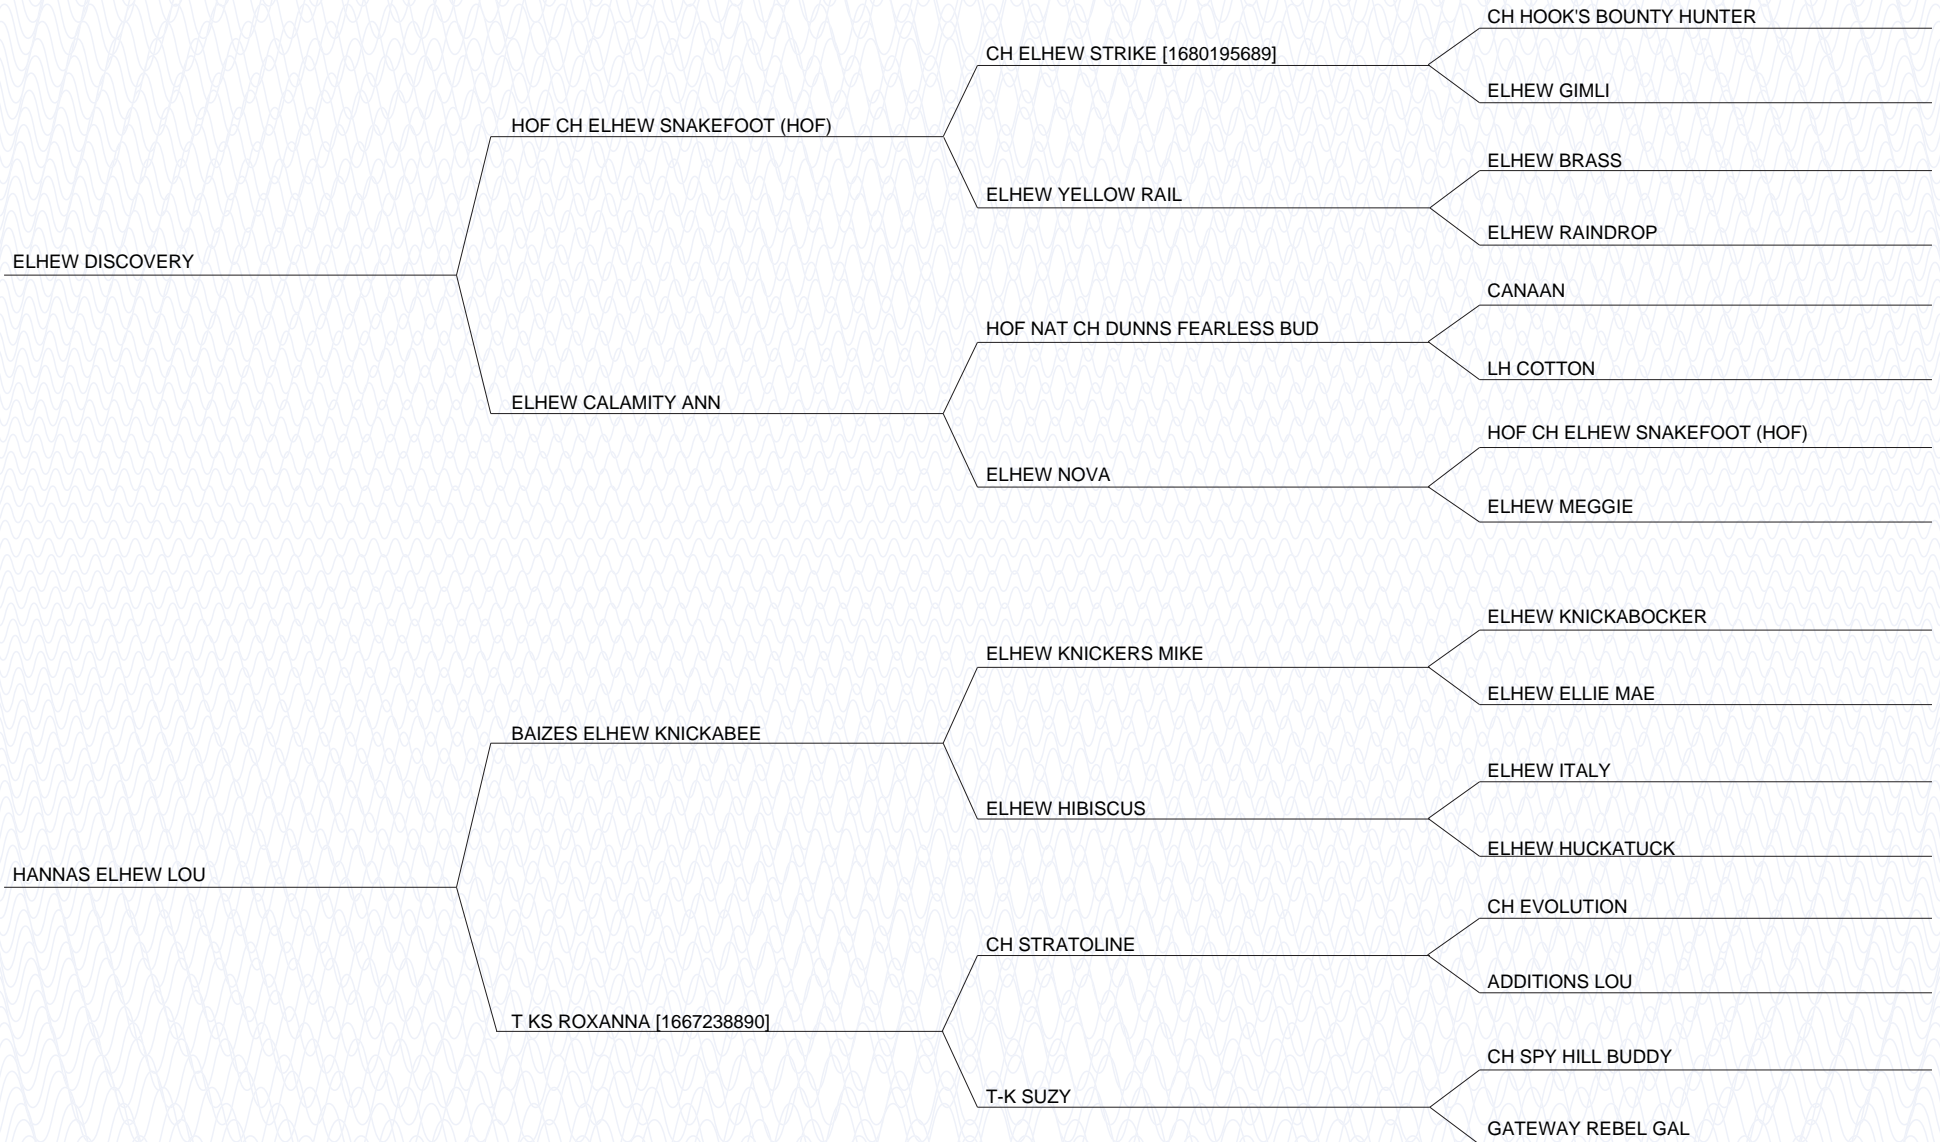 CH HOOK'S BOUNTY HUNTER
CH ELHEW STRIKE [1680195689]
ELHEW GIMLI
HOF CH ELHEW SNAKEFOOT (HOF)
ELHEW BRASS
ELHEW YELLOW RAIL
ELHEW RAINDROP
ELHEW DISCOVERY
CANAAN
HOF NAT CH DUNNS FEARLESS BUD
LH COTTON
ELHEW CALAMITY ANN
HOF CH ELHEW SNAKEFOOT (HOF)
ELHEW NOVA
ELHEW MEGGIE
ELHEW KNICKABOCKER
ELHEW KNICKERS MIKE
ELHEW ELLIE MAE
BAIZES ELHEW KNICKABEE
ELHEW ITALY
ELHEW HIBISCUS
ELHEW HUCKATUCK
HANNAS ELHEW LOU
CH EVOLUTION
CH STRATOLINE
ADDITIONS LOU
T KS ROXANNA [1667238890]
CH SPY HILL BUDDY
T-K SUZY
GATEWAY REBEL GAL